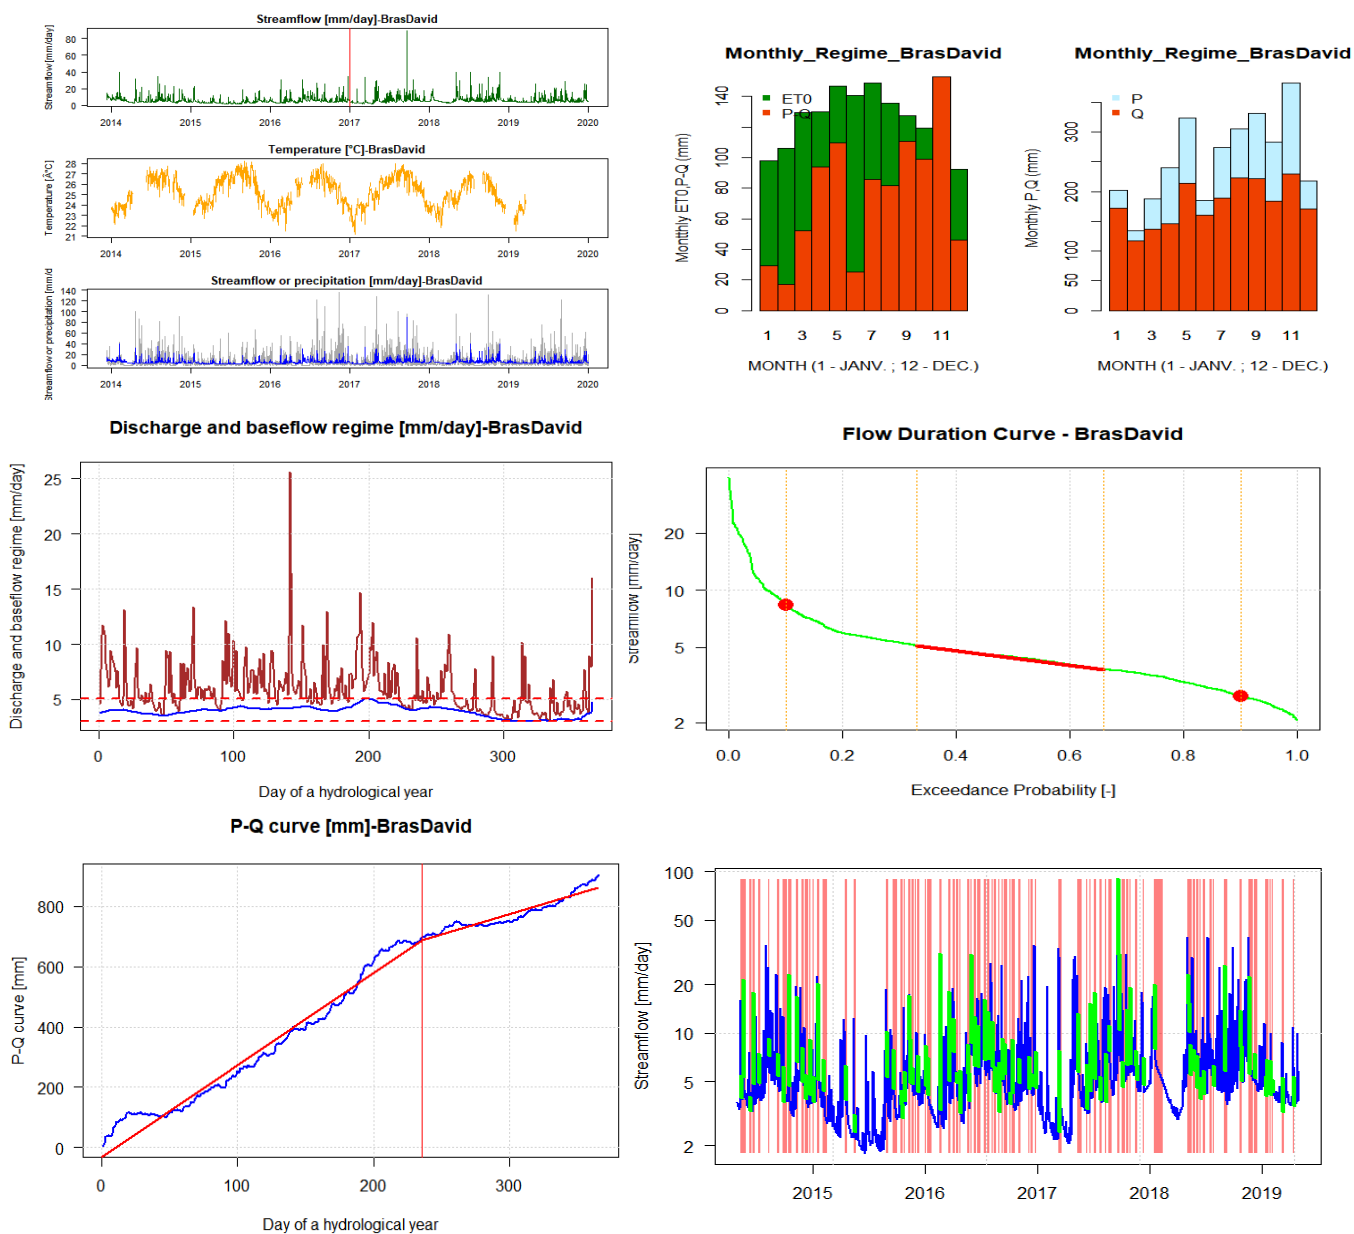 Streamflow [mm/day]-BrasDavid
Streamflow [mm/day]
80
60
40
20
0
2014 2015 2016 2017 2018 2019 2020
Temperature [°C]-BrasDavid
Temperature [Â°C]
28
27
26
25
24
23
22
21
2014 2015 2016 2017 2018 2019 2020
Streamflow or precipitation [mm/day]-BrasDavid
Streamflow or precipitation [mm/d
140
120
100
80
60
40
20
0
2014 2015 2016 2017 2018 2019 2020
Monthly_Regime_BrasDavid
Montthly ET0,P-Q (mm)
ET0
P-Q
140
100
80
60
40
20
0
1 3 5 7 9 11
MONTH (1 - JANV. ; 12 - DEC.)
Monthly_Regime_BrasDavid
Monthly P,Q (mm)
P
Q
300
200
100
50
0
1 3 5 7 9 11
MONTH (1 - JANV. ; 12 - DEC.)
Discharge and baseflow regime [mm/day]-BrasDavid
Discharge and baseflow regime [mm/day]
25
20
15
10
5
0 100 200 300
Day of a hydrological year
Flow Duration Curve - BrasDavid
Streamflow [mm/day]
20
10
5
2
0.0 0.2 0.4 0.6 0.8 1.0
Exceedance Probability [-]
P-Q curve [mm]-BrasDavid
P-Q curve [mm]
800
600
400
200
0
0 100 200 300
Day of a hydrological year
Streamflow [mm/day]
100
50
20
10
5
2
2015 2016 2017 2018 2019